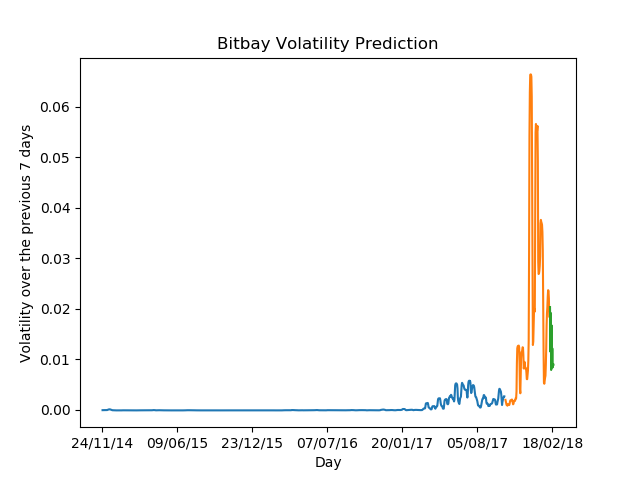 Bitbay Volatility Prediction
Volatility over the previous 7 days
0.06
0.05
0.04
0.03
0.02
0.01
0.00
24/11/14 09/06/15 23/12/15 07/07/16 20/01/17 05/08/17 18/02/18
Day